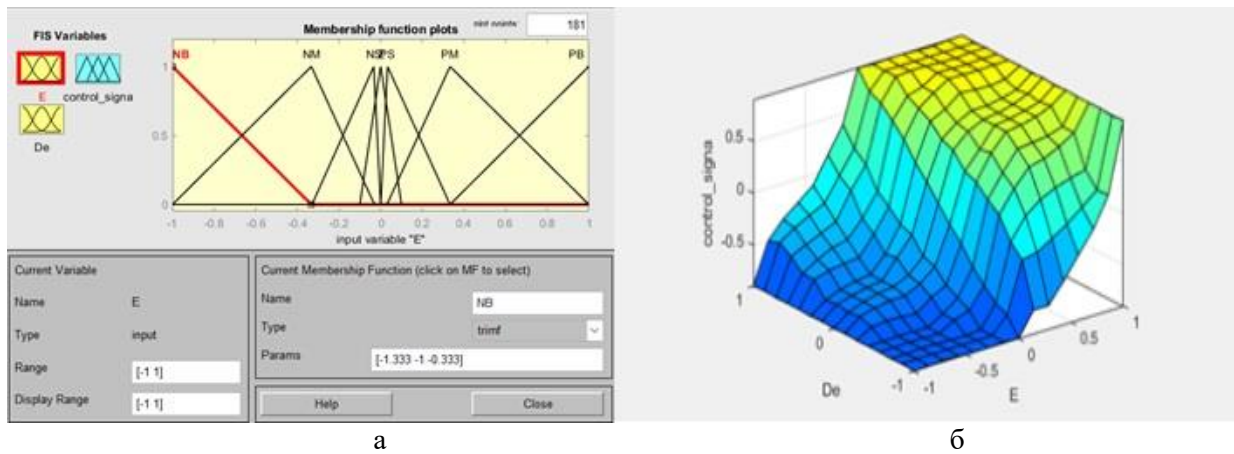 FIS Variables
E
control_signa
De
Membership function plots
181
NB
NM
PS
PM
PB
1
0.5
0
-1
-0.8
-0.6
-0.4
-0.2
0
0.2
0.4
0.6
0.8
1
input variable "E"
Current Variable
Name
E
Type
input
Range
[-1 1]
Display Range
[-1 1]
Current Membership Function (click on MF to select)
Name
NB
Type
trimf
Params
[-1.333 -1 -0.333]
Help
Close
control_signa
0.5
0
-0.5
1
0
-1
De
-1
-0.5
0
0.5
1
E
а
б